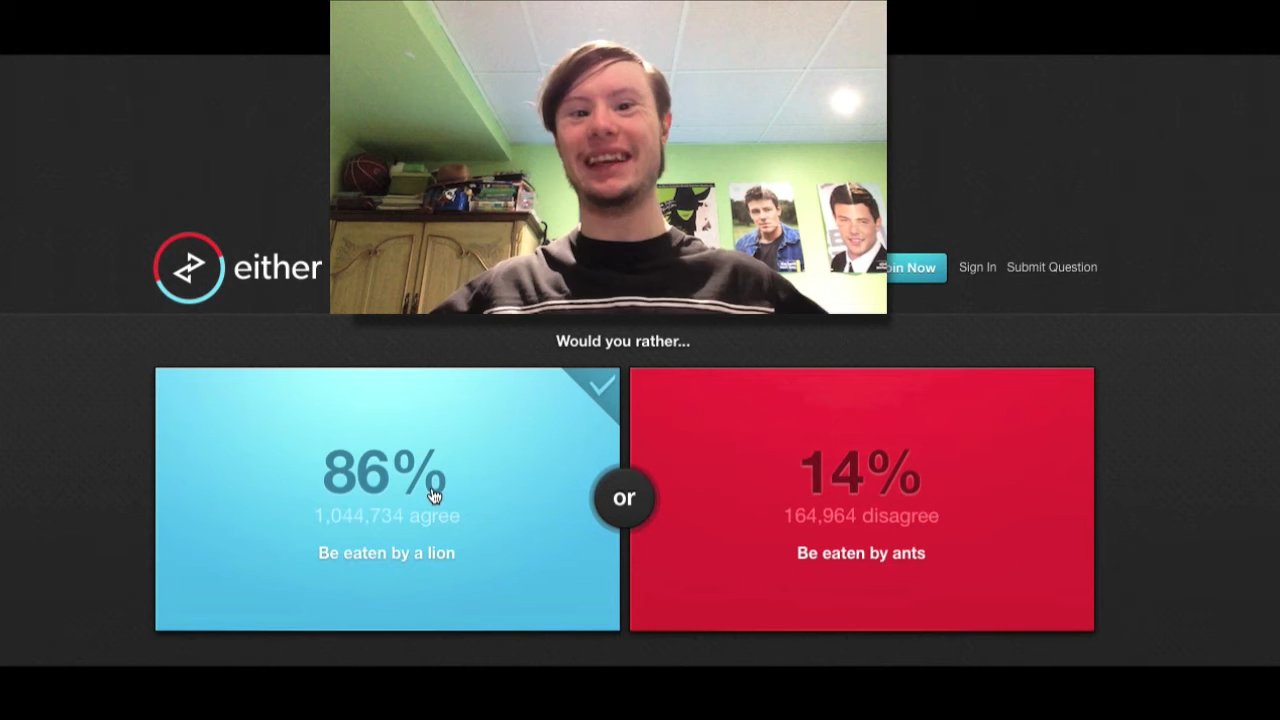 either
Join Now
Sign In
Submit Question
Would you rather...
86%
1,044,734 agree
Be eaten by a lion
or
14%
164,964 disagree
Be eaten by ants